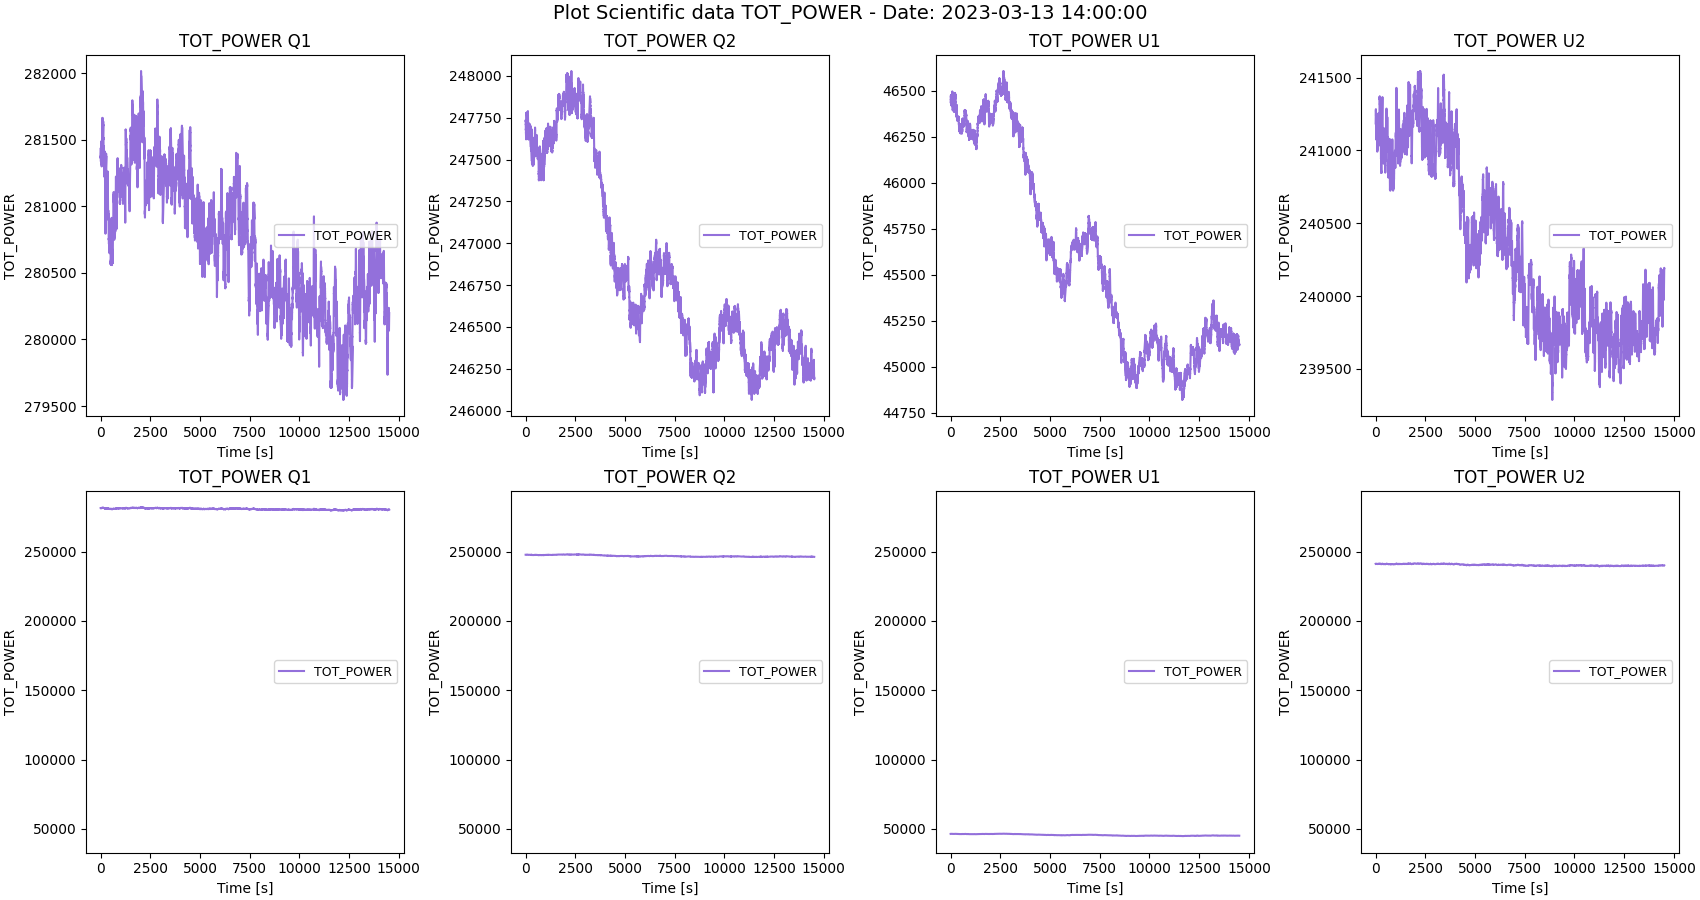 Plot Scientific data TOT_POWER - Date: 2023-03-13 14:00:00
TOT_POWER Q1
282000
281500
281000
280500
280000
279500
TOT_POWER
TOT_POWER
0 2500 5000 7500 10000 12500 15000
Time [s]
TOT_POWER Q2
248000
247750
247500
247250
247000
246750
246500
246250
246000
TOT_POWER
TOT_POWER
0 2500 5000 7500 10000 12500 15000
Time [s]
TOT_POWER U1
46500
46250
46000
45750
45500
45250
45000
44750
TOT_POWER
TOT_POWER
0 2500 5000 7500 10000 12500 15000
Time [s]
TOT_POWER U2
241500
241000
240500
240000
239500
TOT_POWER
TOT_POWER
0 2500 5000 7500 10000 12500 15000
Time [s]
TOT_POWER Q1
250000
200000
150000
100000
50000
TOT_POWER
TOT_POWER
0 2500 5000 7500 10000 12500 15000
Time [s]
TOT_POWER Q2
250000
200000
150000
100000
50000
TOT_POWER
TOT_POWER
0 2500 5000 7500 10000 12500 15000
Time [s]
TOT_POWER U1
250000
200000
150000
100000
50000
TOT_POWER
TOT_POWER
0 2500 5000 7500 10000 12500 15000
Time [s]
TOT_POWER U2
250000
200000
150000
100000
50000
TOT_POWER
TOT_POWER
0 2500 5000 7500 10000 12500 15000
Time [s]